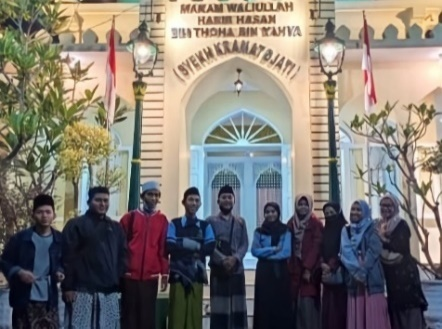 MAKAM WALIULLAH
HABIB HASAN
BIN THOHA BIN YAHYA
(SYEKH KRAMAT DJATI)